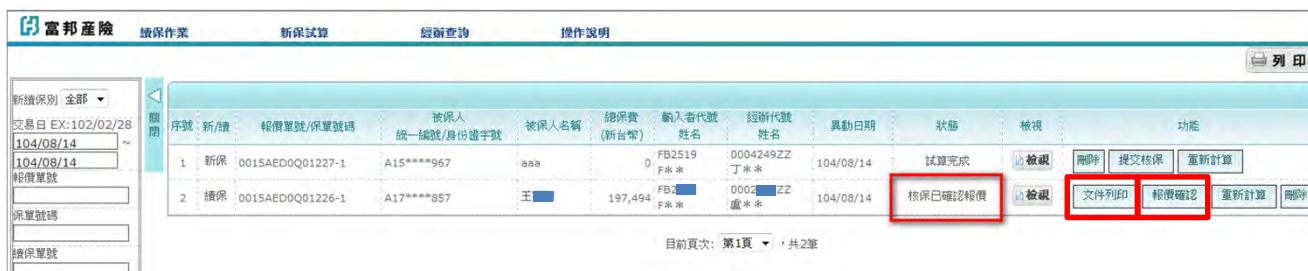 富邦產險 續保作業 新保試算 經辦查詢 操作說明
列印
新續保別 全部
交易日 EX:102/02/28
104/08/14 ~
104/08/14
報價單號
保單號碼
續保單號
關閉
序號 新/續 報價單號/保單號碼 被保人 統一編號/身份證字號 被保人名稱 總保費 (新台幣) 輸入者代號 姓名 經辦代號 姓名 異動日期 狀態 檢視 功能
1 新保 0015AED0Q01227-1 A15****967 aaa 0 FB2519 F** 0004249ZZ 丁** 104/08/14 試算完成 檢視 刪除 提交核保 重新計算
2 續保 0015AED0Q01226-1 A17****857 王 197,494 FB2 F** 0002 ZZ 盧** 104/08/14 核保已確認報價 檢視 文件列印 報價確認 重新計算 刪除
目前頁次: 第1頁 ,共2筆